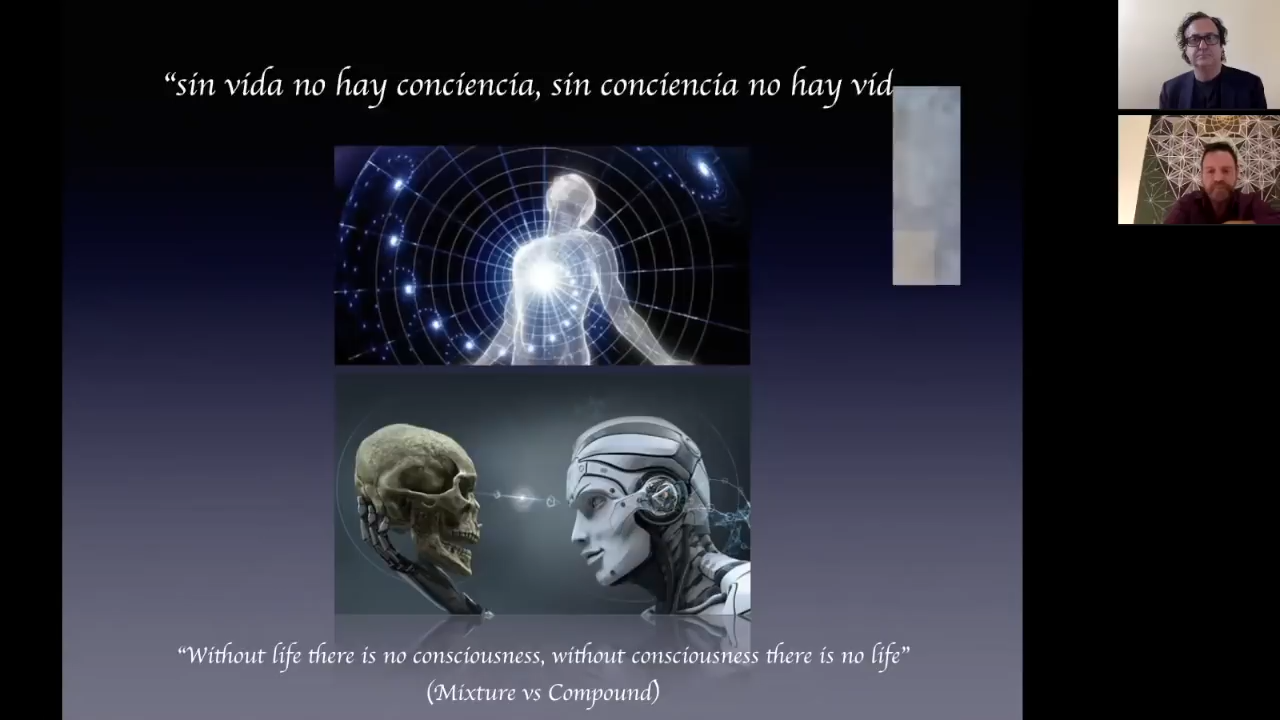 “sin vida no hay conciencia, sin conciencia no hay vid
“Without life there is no consciousness, without consciousness there is no life”
(Mixture vs Compound)